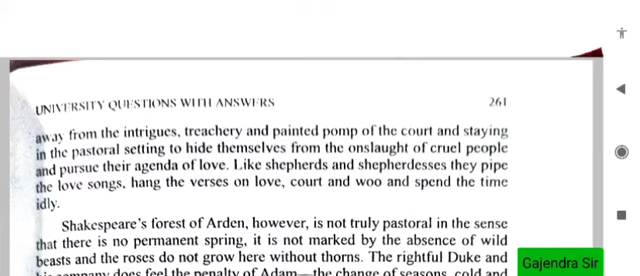 UNIVERSITY QUESTIONS WITH ANSWERS 261
away from the intrigues, treachery and painted pomp of the court and staying
in the pastoral setting to hide themselves from the onslaught of cruel people
and pursue their agenda of love. Like shepherds and shepherdesses they pipe
the love songs, hang the verses on love, court and woo and spend the time
idly.
Shakespeare's forest of Arden, however, is not truly pastoral in the sense
that there is no permanent spring, it is not marked by the absence of wild
beasts and the roses do not grow here without thorns. The rightful Duke and
his company does feel the penalty of Adam—the change of seasons, cold and
Gajendra Sir